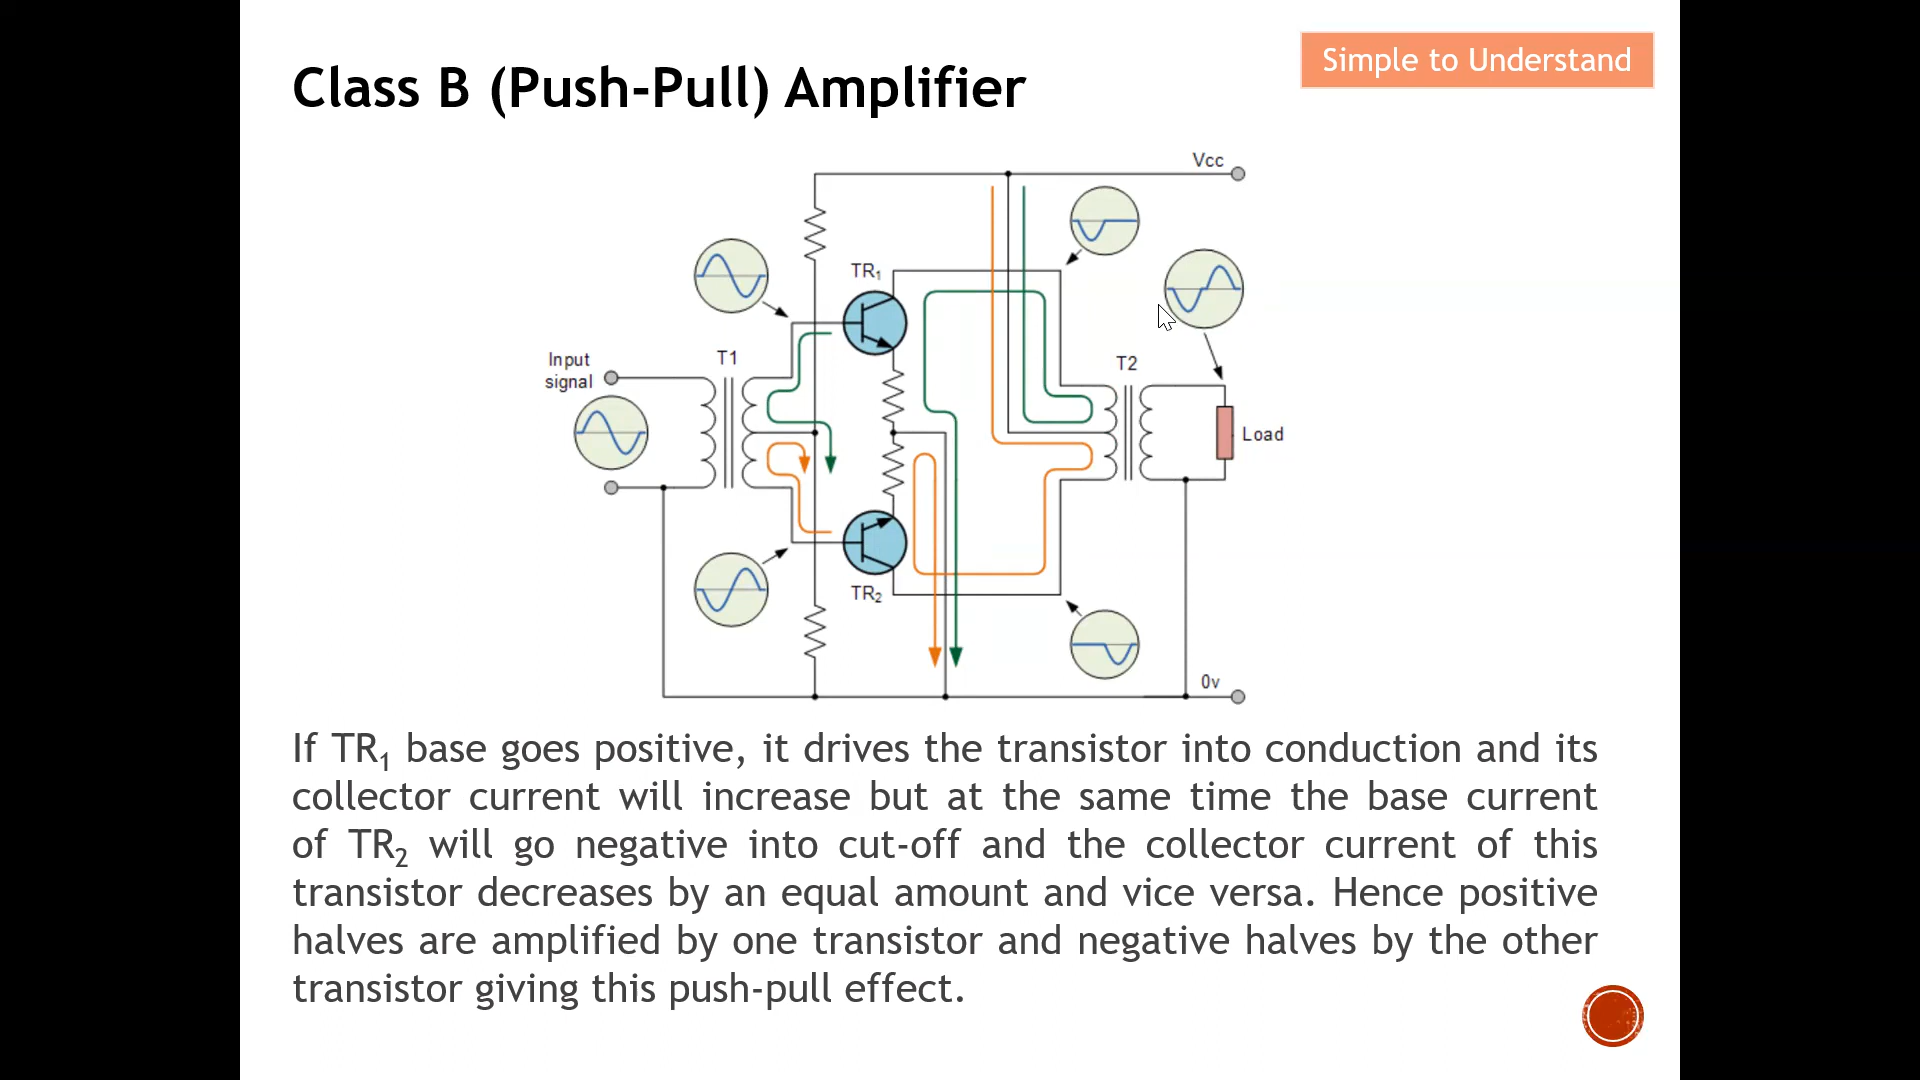 Simple to Understand
Class B (Push-Pull) Amplifier
Vcc
TR₁
Input
signal
T1
T2
Load
TR₂
0v
If TR₁ base goes positive, it drives the transistor into conduction and its
collector current will increase but at the same time the base current
of TR₂ will go negative into cut-off and the collector current of this
transistor decreases by an equal amount and vice versa. Hence positive
halves are amplified by one transistor and negative halves by the other
transistor giving this push-pull effect.